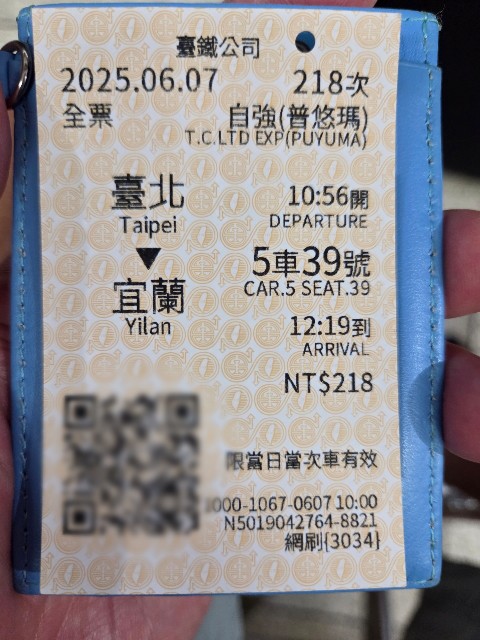 臺鐵公司
2025.06.07 218次
全票 自強(普悠瑪)
T.C.LTD EXP(PUYUMA)
臺北 10:56開
Taipei DEPARTURE
▼ 5車39號
CAR.5 SEAT.39
宜蘭
Yilan 12:19到
ARRIVAL
NT$218
限當日當次車有效
1000-1067-0607 10:00
N5019042764-8821
網刷{3034}